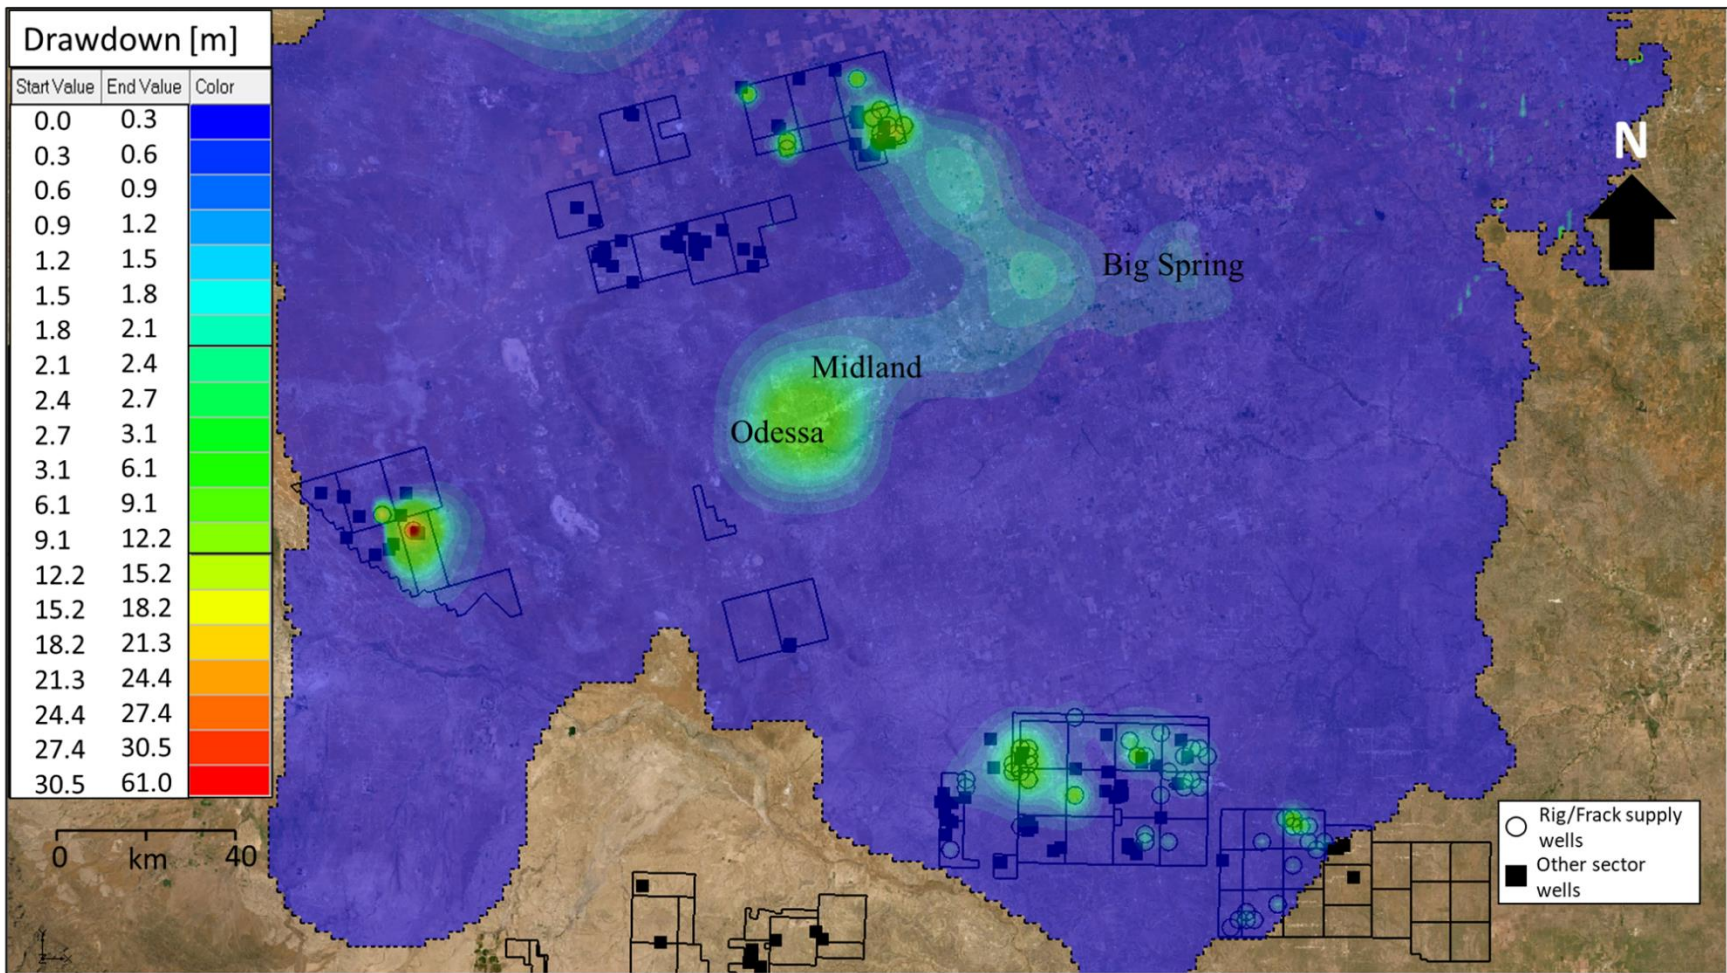 Drawdown [m]
Start Value End Value Color
0.0 0.3
0.3 0.6
0.6 0.9
0.9 1.2
1.2 1.5
1.5 1.8
1.8 2.1
2.1 2.4
2.4 2.7
2.7 3.1
3.1 6.1
6.1 9.1
9.1 12.2
12.2 15.2
15.2 18.2
18.2 21.3
21.3 24.4
24.4 27.4
27.4 30.5
30.5 61.0
N
Big Spring
Midland
Odessa
0 km 40
Rig/Frack supply
wells
Other sector
wells